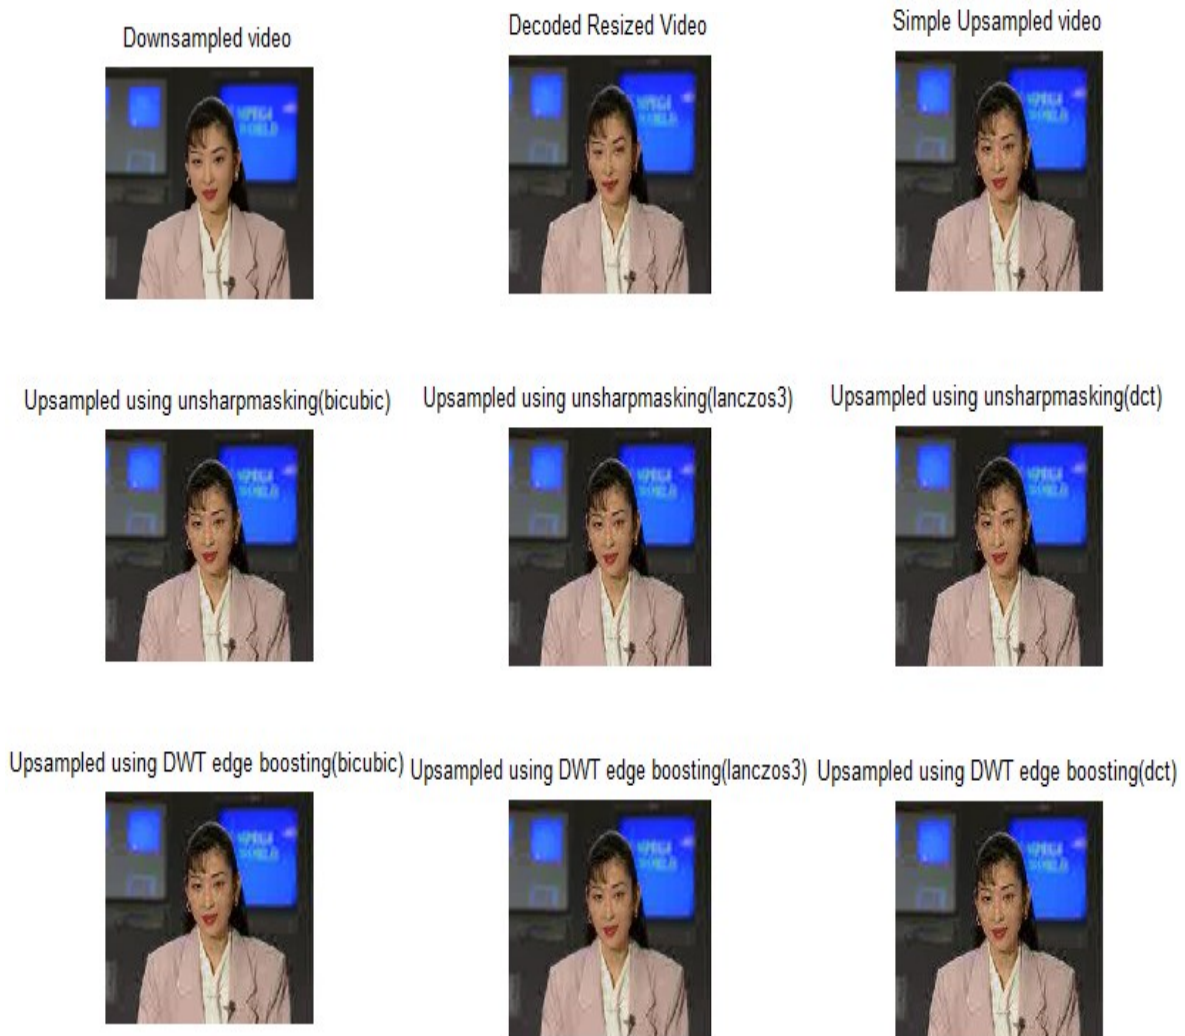 Downsampled video
Decoded Resized Video
Simple Upsampled video
MPEG4
WORLD
Upsampled using unsharpmasking(bicubic)
Upsampled using unsharpmasking(lanczos3)
Upsampled using unsharpmasking(dct)
Upsampled using DWT edge boosting(bicubic)
Upsampled using DWT edge boosting(lanczos3)
Upsampled using DWT edge boosting(dct)